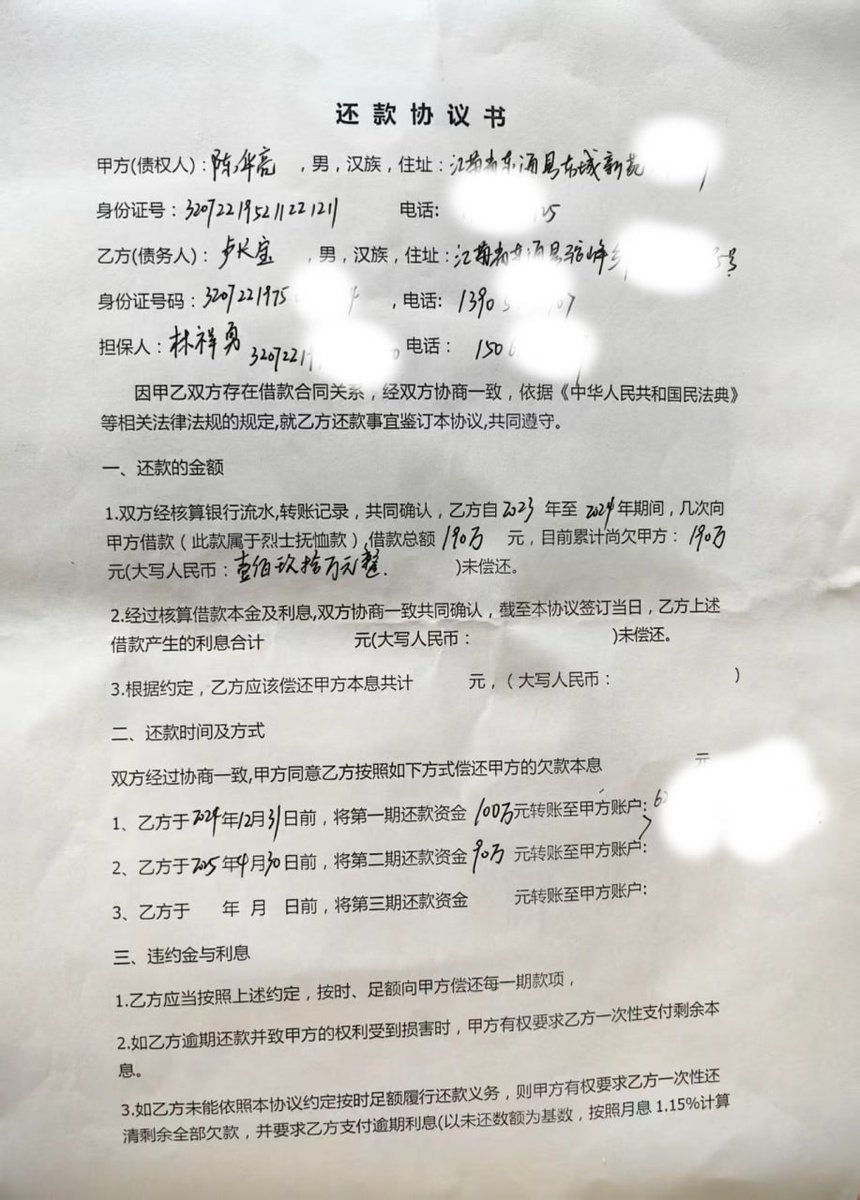 还款协议书
甲方(债权人)：陈华亮，男，汉族，住址：江苏省东海县东城新苑
身份证号：320722195211221211 电话: 25
乙方(债务人)：卢长宝，男，汉族，住址：江苏省东海县 峰 5号
身份证号码：3207221975 4，电话: 1390 07
担保人：林祥勇 32072219 0 电话： 150
因甲乙双方存在借款合同关系，经双方协商一致，依据《中华人民共和国民法典》
等相关法律法规的规定,就乙方还款事宜鉴订本协议,共同遵守。
一、还款的金额
1.双方经核算银行流水,转账记录，共同确认，乙方自2023年至2024年期间，几次向
甲方借款（此款属于烈士抚恤款）,借款总额190万元，目前累计尚欠甲方：190万
元(大写人民币：壹佰玖拾万元整.)未偿还。
2.经过核算借款本金及利息,双方协商一致共同确认，截至本协议签订当日，乙方上述
借款产生的利息合计 元(大写人民币： )未偿还。
3.根据约定，乙方应该偿还甲方本息共计 元，（大写人民币： ）
二、还款时间及方式
双方经过协商一致,甲方同意乙方按照如下方式偿还甲方的欠款本息 元
1、乙方于2024年12月31日前，将第一期还款资金100万元转账至甲方账户: 62
2、乙方于2025年4月30日前，将第二期还款资金90万元转账至甲方账户:
3、乙方于 年 月 日前，将第三期还款资金 元转账至甲方账户:
三、违约金与利息
1.乙方应当按照上述约定，按时、足额向甲方偿还每一期款项，
2.如乙方逾期还款并致甲方的权利受到损害时，甲方有权要求乙方一次性支付剩余本
息。
3.如乙方未能依照本协议约定按时足额履行还款义务，则甲方有权要求乙方一次性还
清剩余全部欠款，并要求乙方支付逾期利息(以未还数额为基数，按照月息 1.15%计算